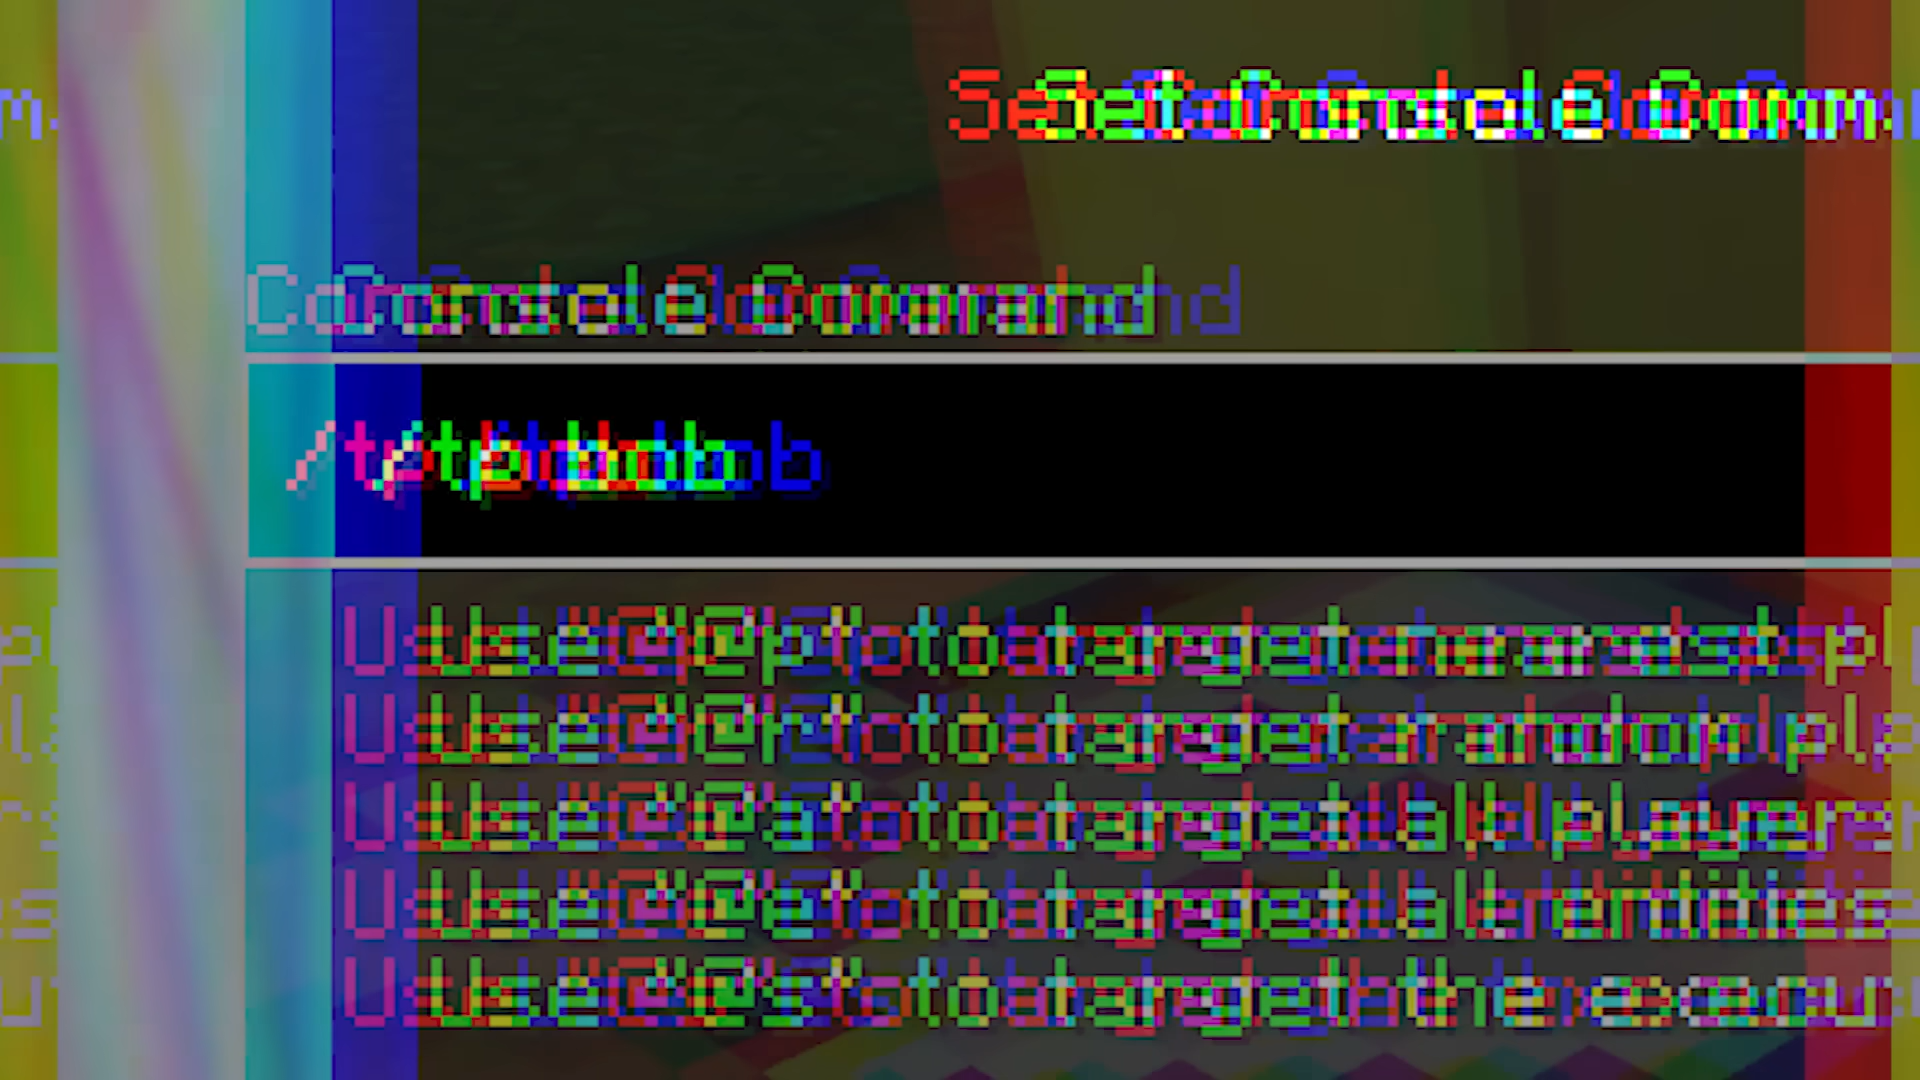 Set Console Comm
Console Command
/tp bob
Use "@p" to target nearest pl
Use "@r" to target random pla
Use "@a" to target all players
Use "@e" to target all entities
Use "@s" to target the execu